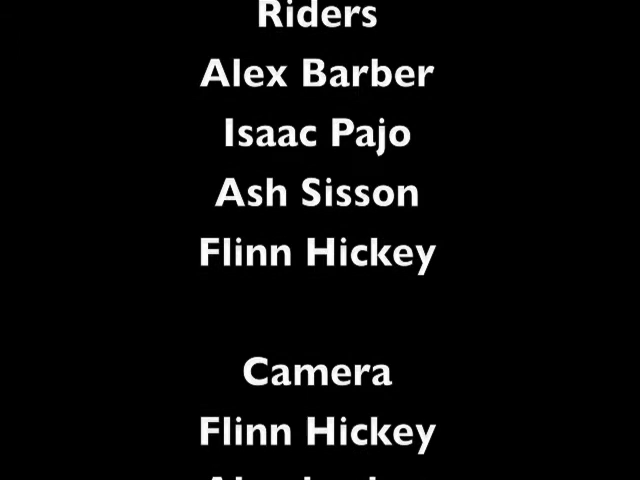 Riders
Alex Barber
Isaac Pajo
Ash Sisson
Flinn Hickey
Camera
Flinn Hickey